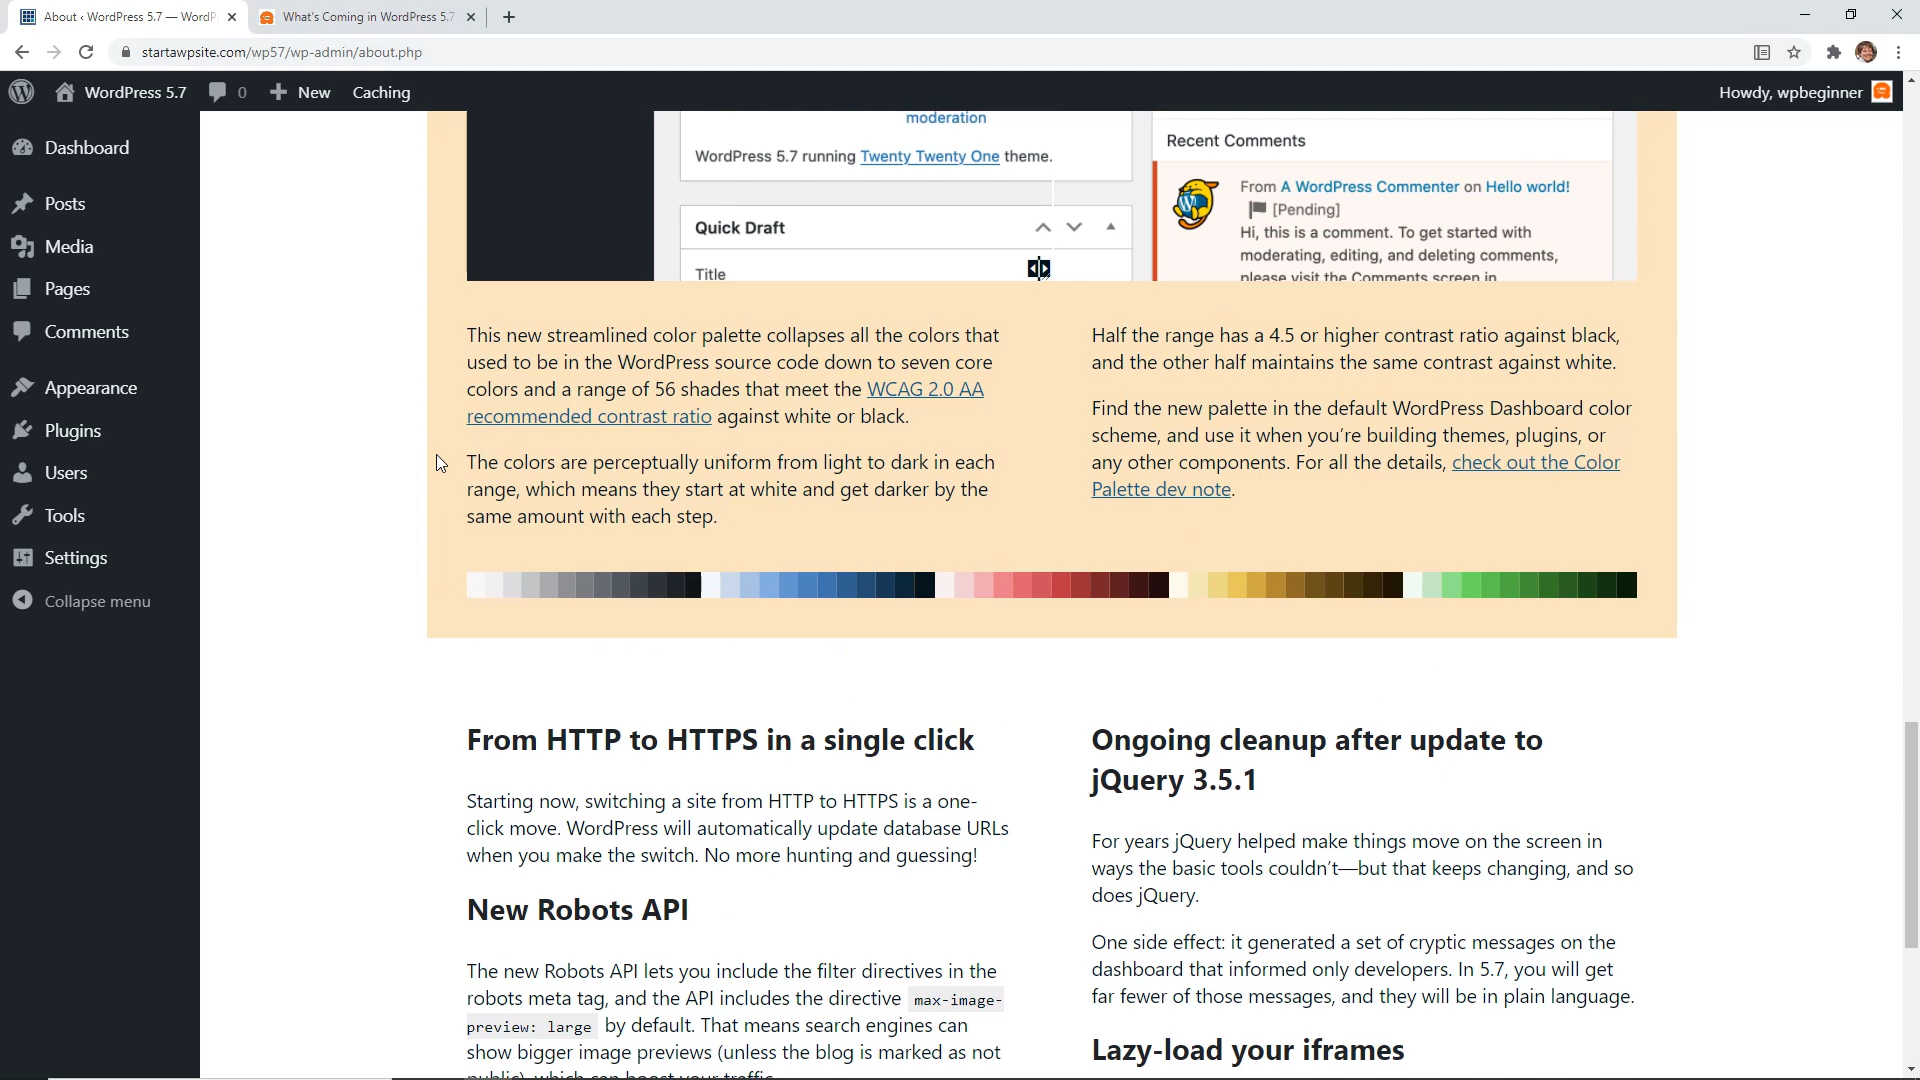 About ‹ WordPress 5.7 — WordP
What's Coming in WordPress 5.7
startawpsite.com/wp57/wp-admin/about.php
WordPress 5.7
0
New
Caching
Howdy, wpbeginner
Dashboard
Posts
Media
Pages
Comments
Appearance
Plugins
Users
Tools
Settings
Collapse menu
moderation
WordPress 5.7 running Twenty Twenty One theme.
Quick Draft
Title
Recent Comments
From A WordPress Commenter on Hello world!
[Pending]
Hi, this is a comment. To get started with
moderating, editing, and deleting comments,
please visit the Comments screen in
This new streamlined color palette collapses all the colors that
used to be in the WordPress source code down to seven core
colors and a range of 56 shades that meet the WCAG 2.0 AA
recommended contrast ratio against white or black.
The colors are perceptually uniform from light to dark in each
range, which means they start at white and get darker by the
same amount with each step.
Half the range has a 4.5 or higher contrast ratio against black,
and the other half maintains the same contrast against white.
Find the new palette in the default WordPress Dashboard color
scheme, and use it when you’re building themes, plugins, or
any other components. For all the details, check out the Color
Palette dev note.
From HTTP to HTTPS in a single click
Starting now, switching a site from HTTP to HTTPS is a one-
click move. WordPress will automatically update database URLs
when you make the switch. No more hunting and guessing!
New Robots API
The new Robots API lets you include the filter directives in the
robots meta tag, and the API includes the directive max-image-
preview: large by default. That means search engines can
show bigger image previews (unless the blog is marked as not
public), which can boost your traffic.
Ongoing cleanup after update to
jQuery 3.5.1
For years jQuery helped make things move on the screen in
ways the basic tools couldn’t—but that keeps changing, and so
does jQuery.
One side effect: it generated a set of cryptic messages on the
dashboard that informed only developers. In 5.7, you will get
far fewer of those messages, and they will be in plain language.
Lazy-load your iframes